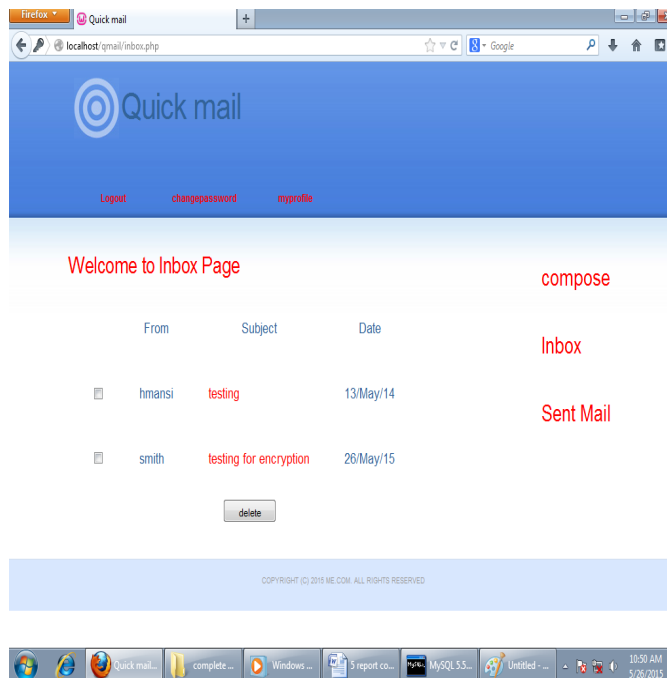 Firefox
Quick mail
localhost/qmail/inbox.php
Google
Quick mail
Logout changepassword myprofile
Welcome to Inbox Page
compose
Inbox
Sent Mail
From Subject Date
hmansi testing 13/May/14
smith testing for encryption 26/May/15
delete
COPYRIGHT (C) 2015 ME.COM. ALL RIGHTS RESERVED
Quick mail... complete ... Windows ... 5 report co... MySQL 5.5... Untitled - ... 10:50 AM
5/26/2015